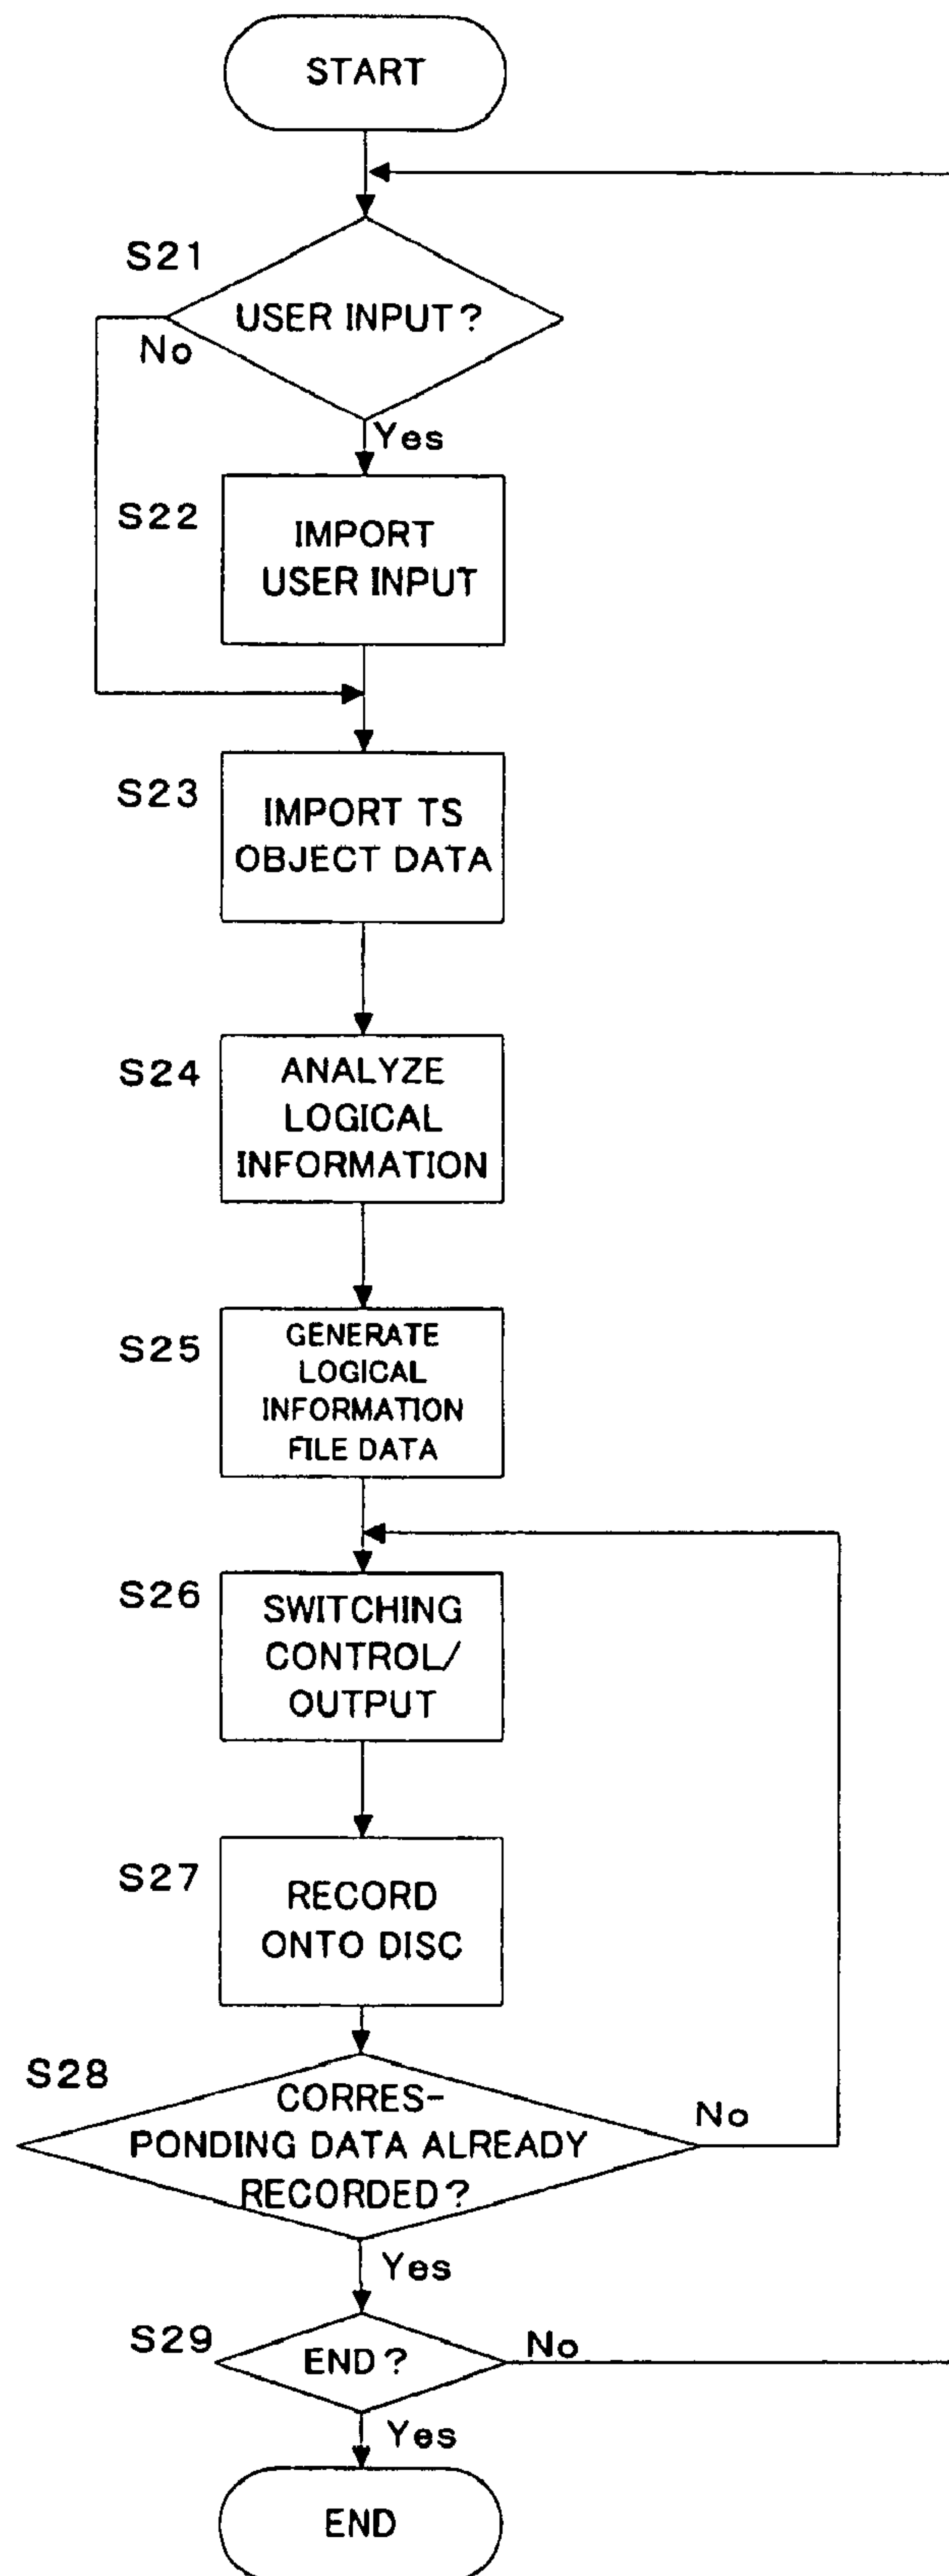 START
S21
USER INPUT?
No
Yes
S22
IMPORT
USER INPUT
S23
IMPORT TS
OBJECT DATA
S24
ANALYZE
LOGICAL
INFORMATION
S25
GENERATE
LOGICAL
INFORMATION
FILE DATA
S26
SWITCHING
CONTROL/
OUTPUT
S27
RECORD
ONTO DISC
S28
CORRES-
PONDING DATA ALREADY
RECORDED?
No
Yes
S29
END?
No
Yes
END